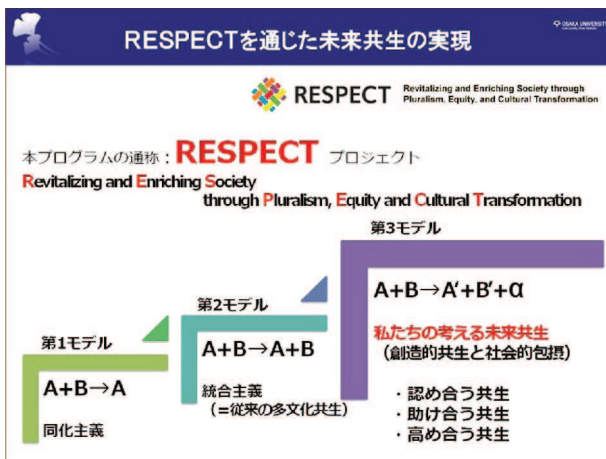 OSAKA UNIVERSITY
RESPECTを通じた未来共生の実現
RESPECT
Revitalizing and Enriching Society through
Pluralism, Equity, and Cultural Transformation
本プログラムの通称：RESPECT プロジェクト
Revitalizing and Enriching Society
through Pluralism, Equity and Cultural Transformation
第1モデル
A+B→A
同化主義
第2モデル
A+B→A+B
統合主義
(=従来の多文化共生)
第3モデル
A+B→A′+B′+α
私たちの考える未来共生
(創造的共生と社会的包摂)
・認め合う共生
・助け合う共生
・高め合う共生